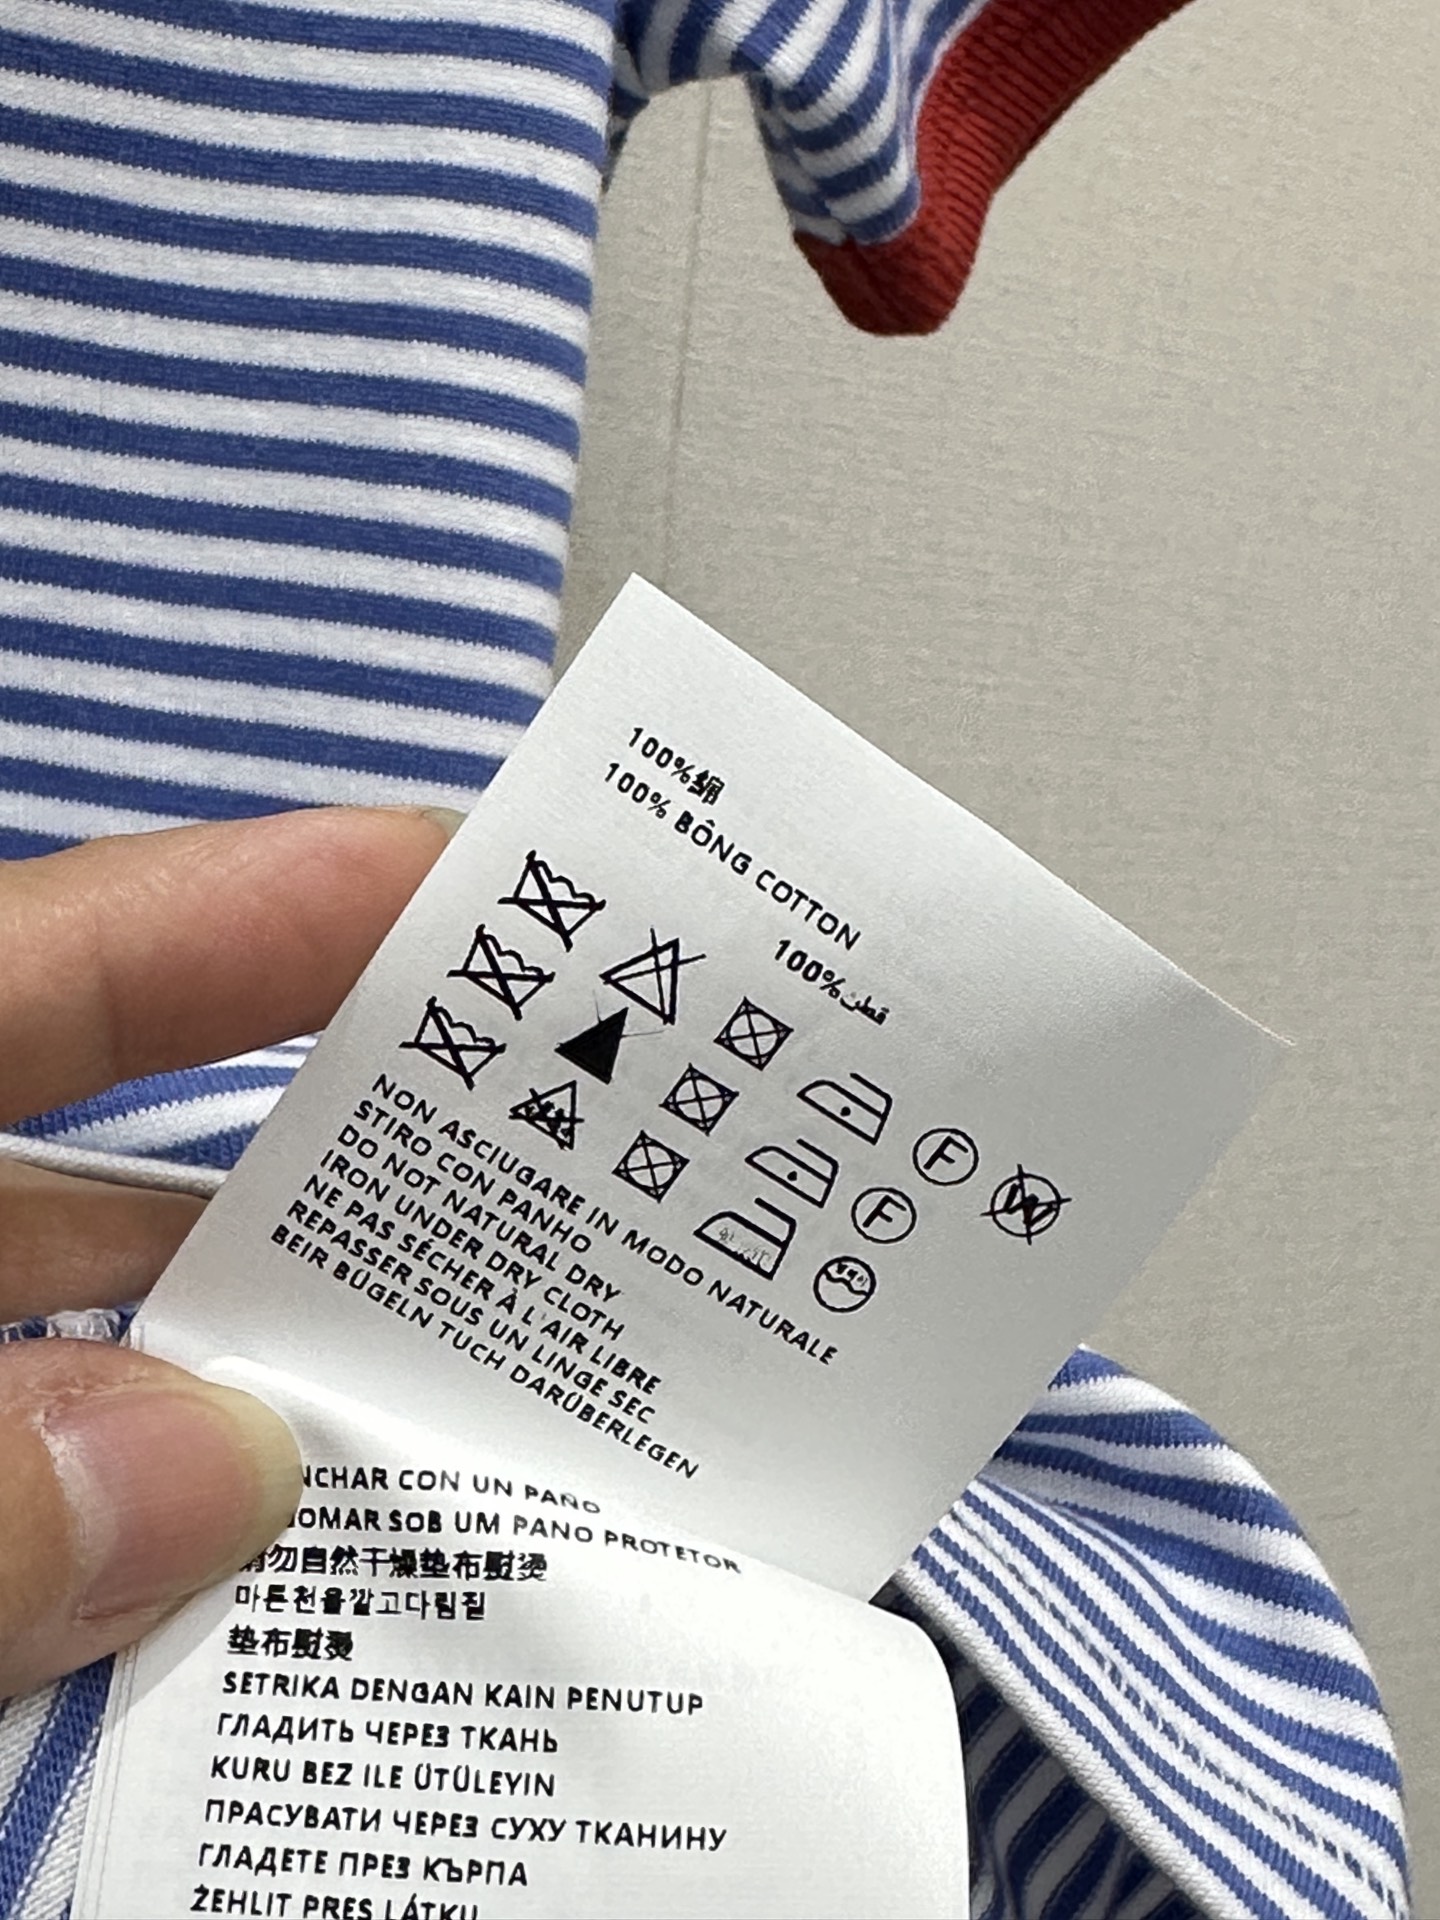 100%綿
100% BÔNG COTTON
100%قطن
F
W
F
NON ASCIUGARE IN MODO NATURALE
STIRO CON PANHO
DO NOT NATURAL DRY
IRON UNDER DRY CLOTH
NE PAS SÉCHER À L'AIR LIBRE
REPASSER SOUS UN LINGE SEC
BEIR BÜGELN TUCH DARÜBERLEGEN
NCHAR CON UN PAÑO
OMAR SOB UM PANO PROTETOR
请勿自然干燥垫布熨烫
마른천을깔고다림질
垫布熨烫
SETRIKA DENGAN KAIN PENUTUP
ГЛАДИТЬ ЧЕРЕЗ ТКАНЬ
KURU BEZ ILE ÜTÜLEYIN
ПРАСУВАТИ ЧЕРЕЗ СУХУ ТКАНИНУ
ГЛАДЕТЕ ПРЕЗ КЪРПА
ŽEHLIT PRES LÁTKU